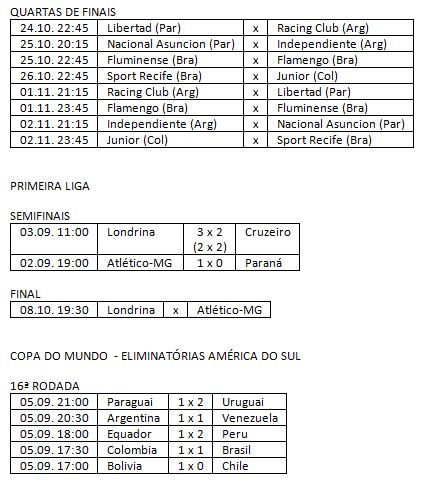 QUARTAS DE FINAIS
24.10. 22:45 Libertad (Par) x Racing Club (Arg)
25.10. 20:15 Nacional Asuncion (Par) x Independiente (Arg)
25.10. 22:45 Fluminense (Bra) x Flamengo (Bra)
26.10. 22:45 Sport Recife (Bra) x Junior (Col)
01.11. 21:15 Racing Club (Arg) x Libertad (Par)
01.11. 23:45 Flamengo (Bra) x Fluminense (Bra)
02.11. 21:15 Independiente (Arg) x Nacional Asuncion (Par)
02.11. 23:45 Junior (Col) x Sport Recife (Bra)
PRIMEIRA LIGA
SEMIFINAIS
03.09. 11:00 Londrina 3 x 2 Cruzeiro
(2 x 2)
02.09. 19:00 Atlético-MG 1 x 0 Paraná
FINAL
08.10. 19:30 Londrina x Atlético-MG
COPA DO MUNDO - ELIMINATÓRIAS AMÉRICA DO SUL
16ª RODADA
05.09. 21:00 Paraguai 1 x 2 Uruguai
05.09. 20:30 Argentina 1 x 1 Venezuela
05.09. 18:00 Equador 1 x 2 Peru
05.09. 17:30 Colombia 1 x 1 Brasil
05.09. 17:00 Bolivia 1 x 0 Chile